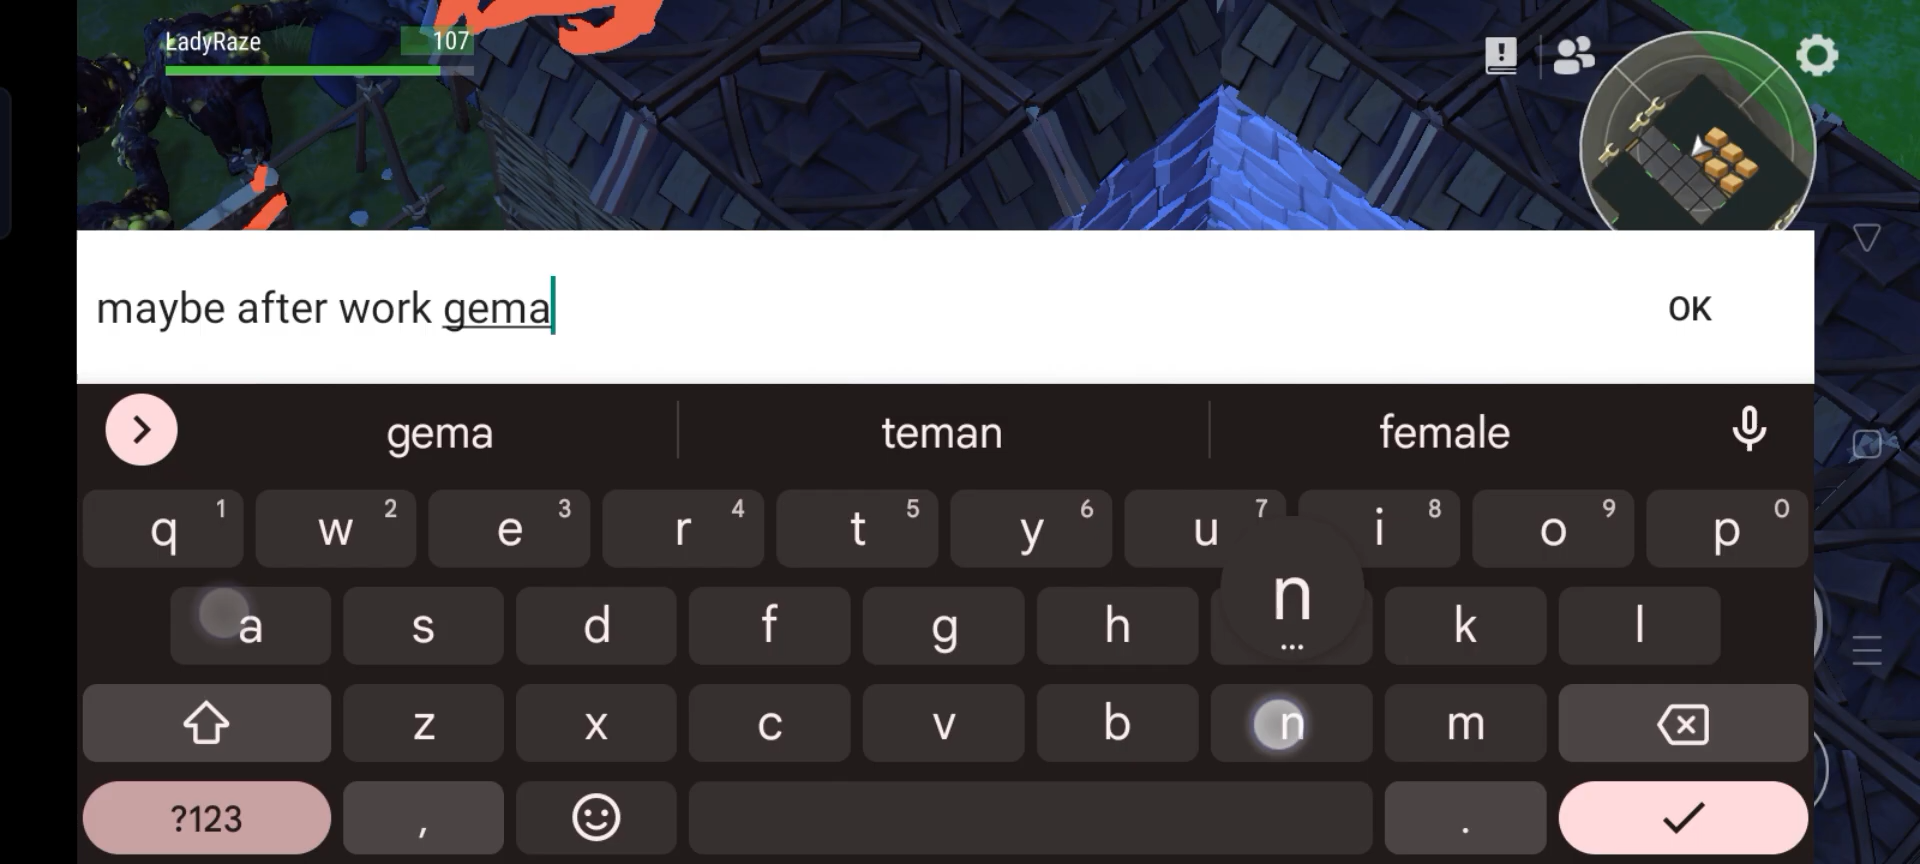 LadyRaze 107
maybe after work gema
OK
gema teman female
q 1 w 2 e 3 r 4 t 5 y 6 u 7 i 8 o 9 p 0
a s d f g h n ... k l
z x c v b n m
?123 , .